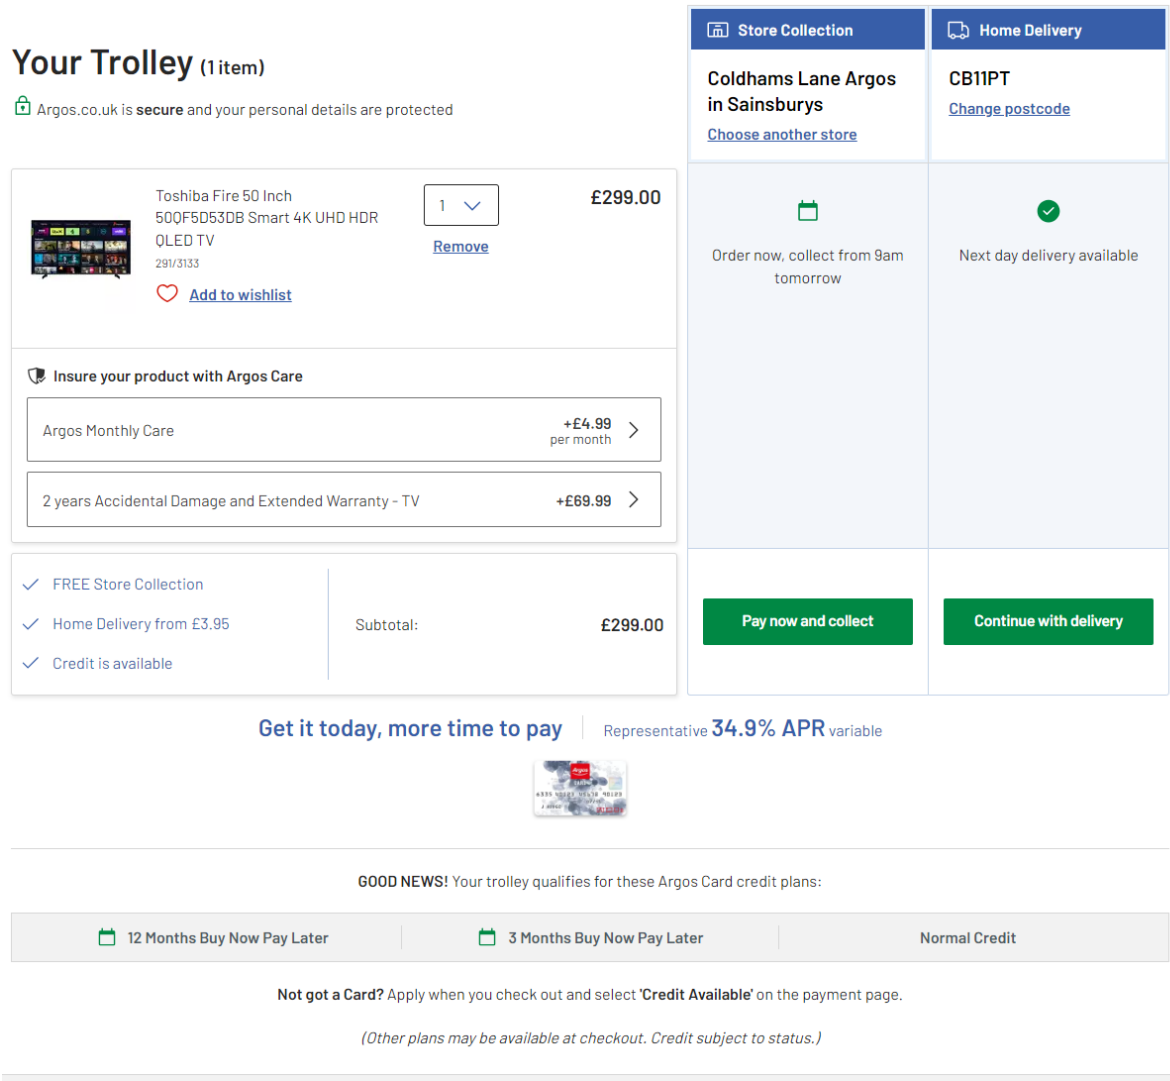 Your Trolley (1 item)
Argos.co.uk is secure and your personal details are protected
Store Collection
Coldhams Lane Argos
in Sainsburys
Choose another store
Home Delivery
CB11PT
Change postcode
Toshiba Fire 50 Inch
50QF5D53DB Smart 4K UHD HDR
QLED TV
291/3133
Add to wishlist
1
Remove
£299.00
Order now, collect from 9am
tomorrow
Next day delivery available
Insure your product with Argos Care
Argos Monthly Care
+£4.99
per month
2 years Accidental Damage and Extended Warranty - TV
+£69.99
FREE Store Collection
Home Delivery from £3.95
Credit is available
Subtotal:
£299.00
Pay now and collect
Continue with delivery
Get it today, more time to pay
Representative 34.9% APR variable
Argos
GOOD NEWS! Your trolley qualifies for these Argos Card credit plans:
12 Months Buy Now Pay Later
3 Months Buy Now Pay Later
Normal Credit
Not got a Card? Apply when you check out and select 'Credit Available' on the payment page.
(Other plans may be available at checkout. Credit subject to status.)